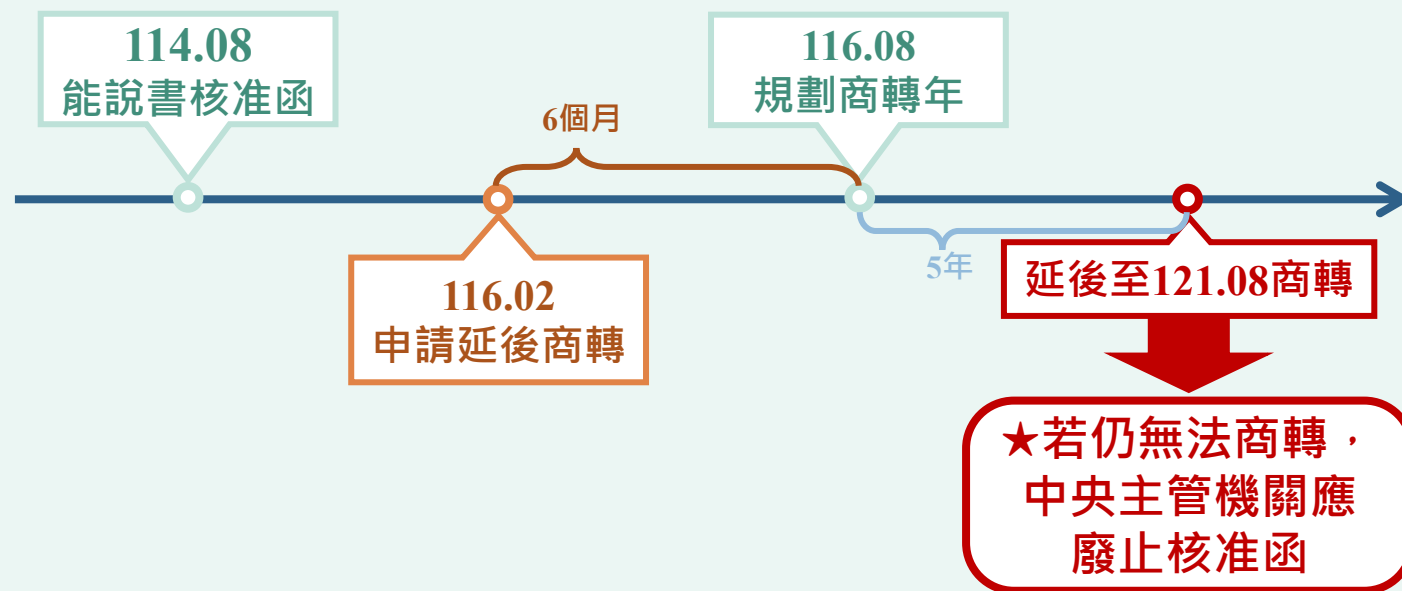 114.08
能說書核准函
6個月
116.08
規劃商轉年
116.02
申請延後商轉
5年
延後至121.08商轉
★若仍無法商轉，
中央主管機關應
廢止核准函